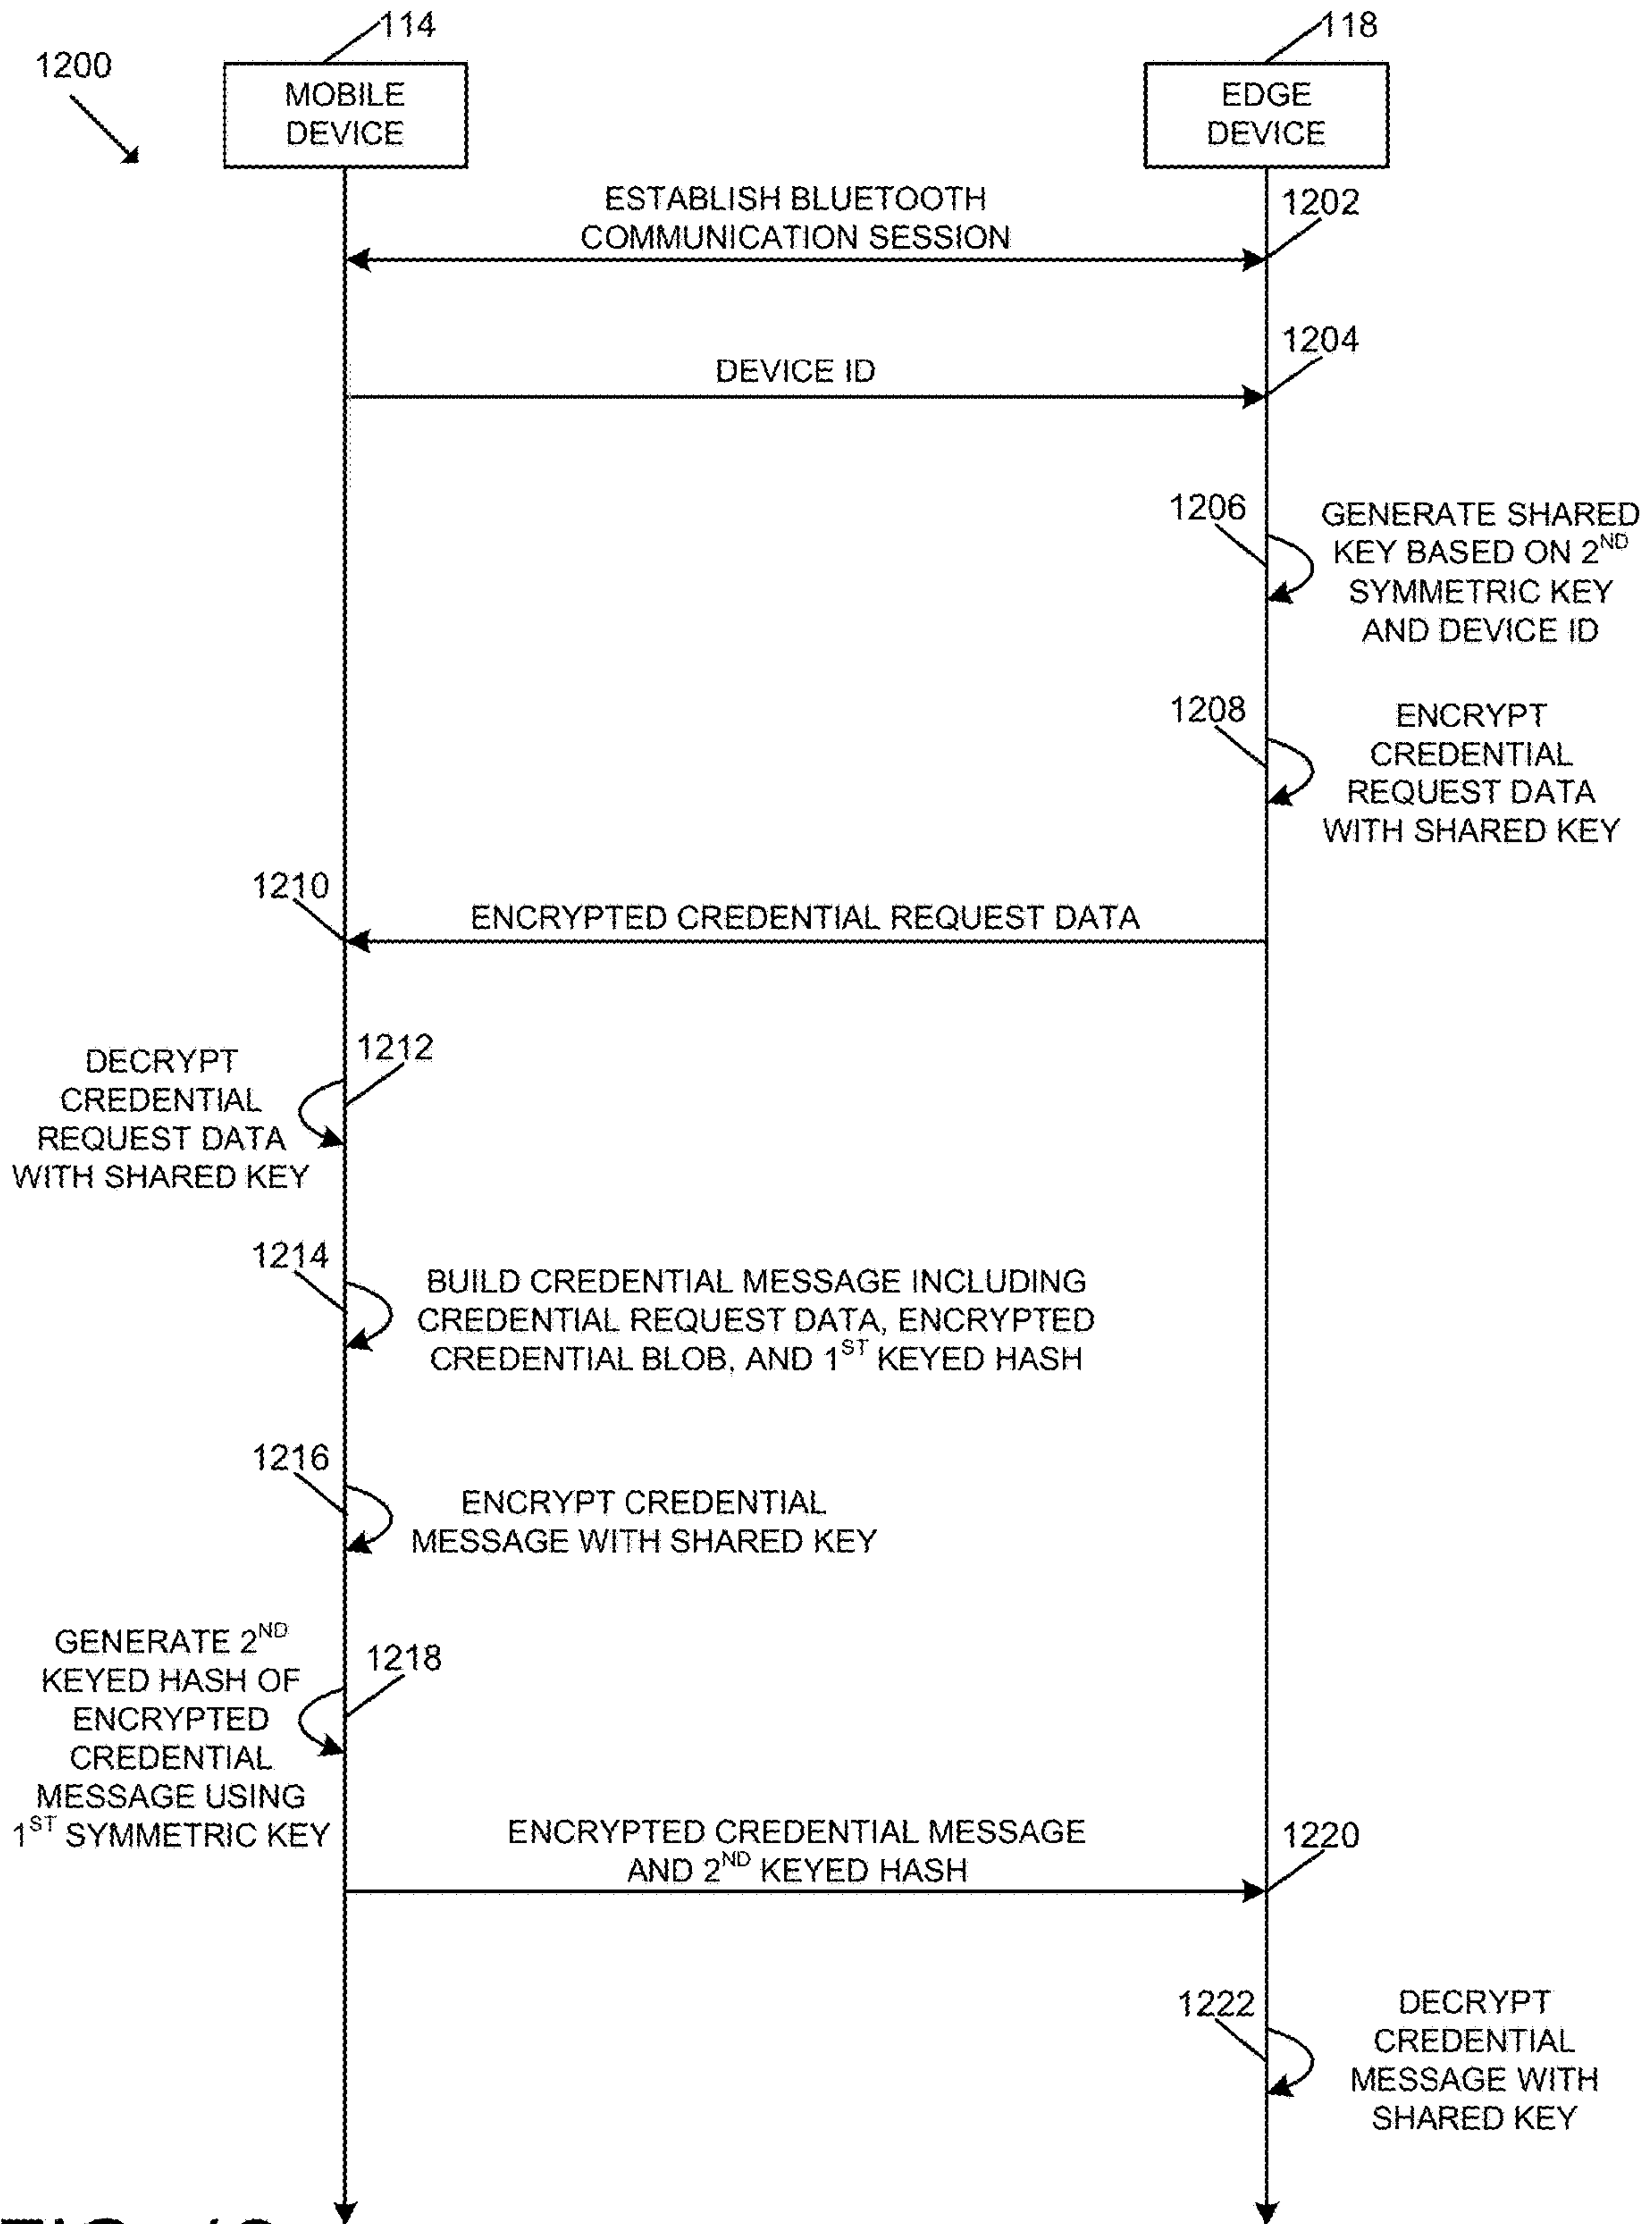 114
118
1200
MOBILE
DEVICE
EDGE
DEVICE
ESTABLISH BLUETOOTH
COMMUNICATION SESSION
1202
1204
DEVICE ID
1206
GENERATE SHARED
KEY BASED ON 2ND
SYMMETRIC KEY
AND DEVICE ID
1208
ENCRYPT
CREDENTIAL
REQUEST DATA
WITH SHARED KEY
1210
ENCRYPTED CREDENTIAL REQUEST DATA
1212
DECRYPT
CREDENTIAL
REQUEST DATA
WITH SHARED KEY
1214
BUILD CREDENTIAL MESSAGE INCLUDING
CREDENTIAL REQUEST DATA, ENCRYPTED
CREDENTIAL BLOB, AND 1ST KEYED HASH
1216
ENCRYPT CREDENTIAL
MESSAGE WITH SHARED KEY
GENERATE 2ND
KEYED HASH OF
ENCRYPTED
CREDENTIAL
MESSAGE USING
1ST SYMMETRIC KEY
1218
ENCRYPTED CREDENTIAL MESSAGE
AND 2ND KEYED HASH
1220
1222
DECRYPT
CREDENTIAL
MESSAGE WITH
SHARED KEY